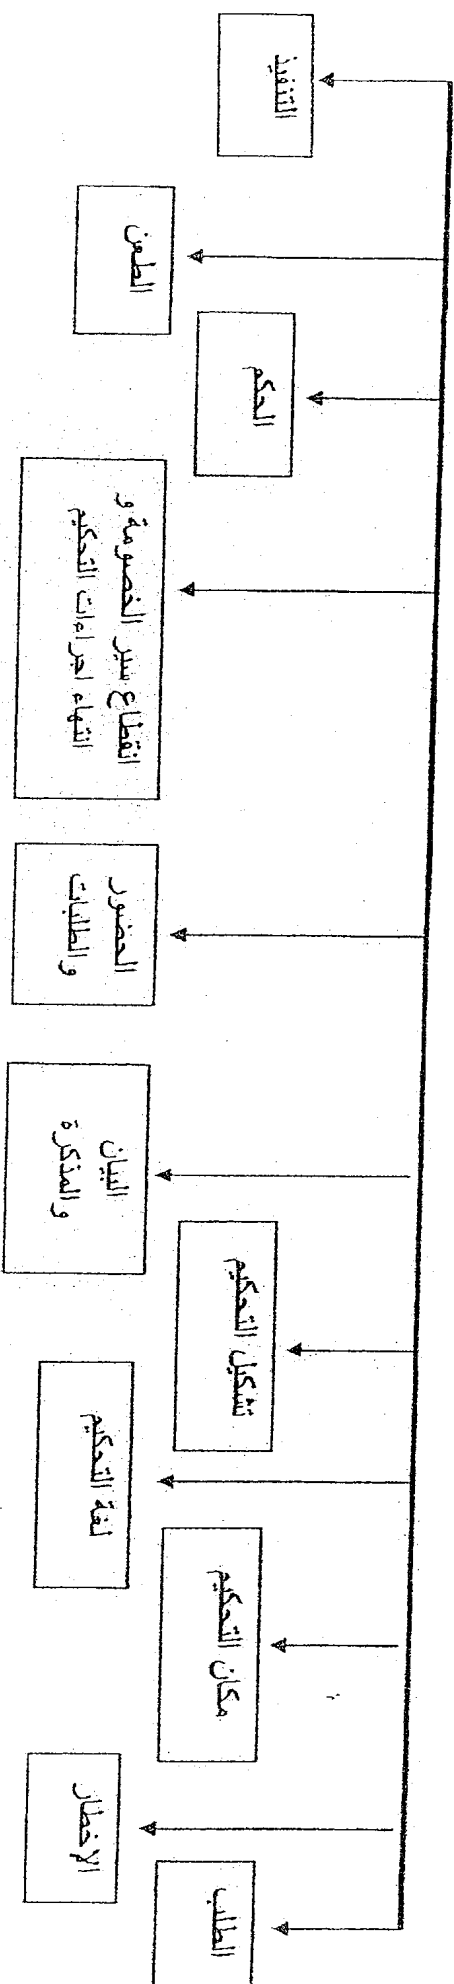 الطلب
الاخطار
مكان التحكيم
لغة التحكيم
تشكيل التحكيم
البيان
والمذكرة
الحضور
والطلبات
انقطاع سير الخصومة و
انتهاء اجراءات التحكيم
الحكم
الطعن
التنفيذ